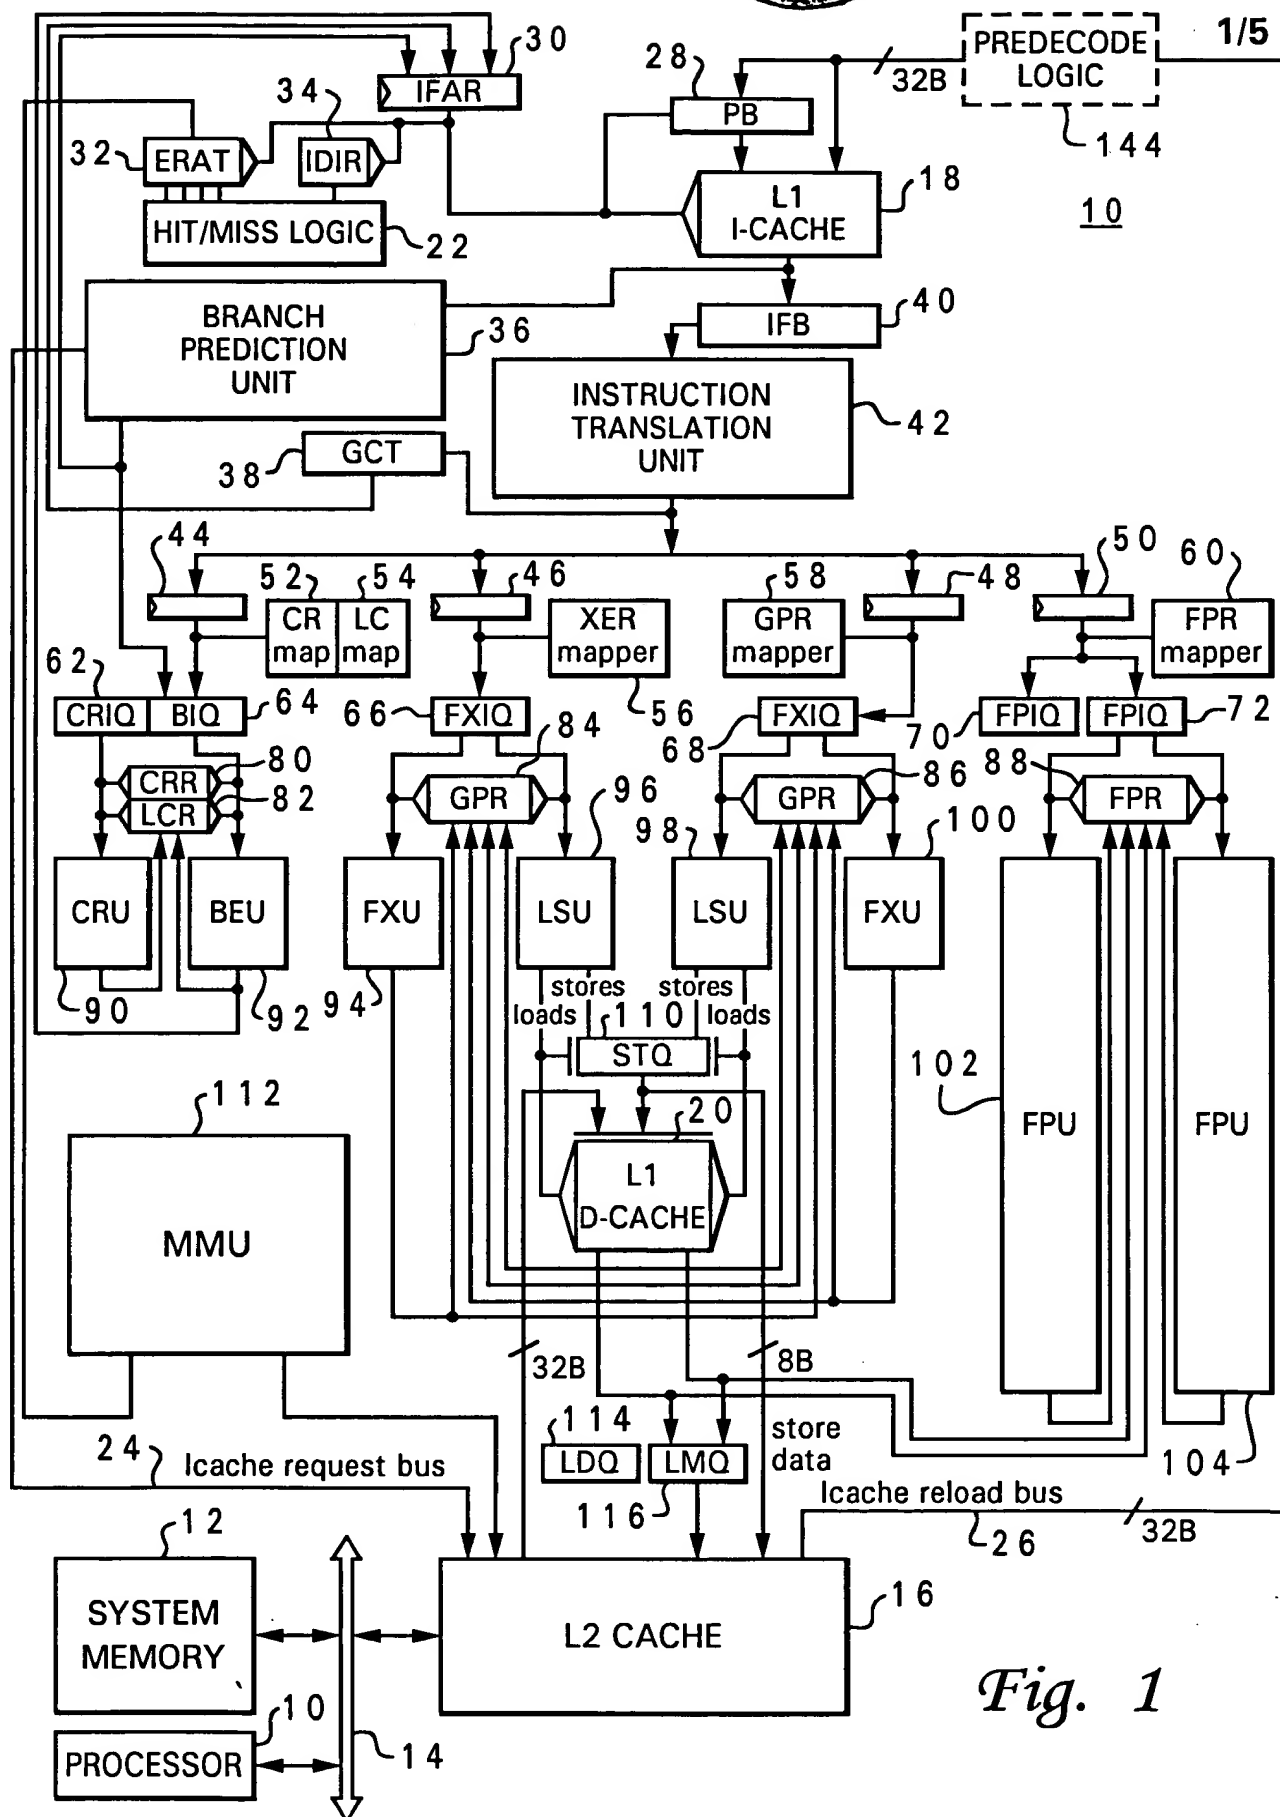 1/5
30
IFAR
28
PB
32B
PREDECODE
LOGIC
144
34
32
ERAT
IDIR
HIT/MISS LOGIC
22
L1
I-CACHE
18
10
BRANCH
PREDICTION
UNIT
36
IFB
40
INSTRUCTION
TRANSLATION
UNIT
42
38
GCT
44
52
54
46
58
48
50
60
CR
map
LC
map
XER
mapper
56
GPR
mapper
FPR
mapper
62
CRIQ
BIQ
64
66
FXIQ
84
68
FXIQ
70
FPIQ
FPIQ
72
80
CRR
82
LCR
GPR
96
98
GPR
86
100
88
FPR
CRU
BEU
FXU
LSU
LSU
FXU
90
92
94
stores
stores
loads
110
loads
STQ
102
FPU
FPU
112
MMU
20
L1
D-CACHE
32B
8B
114
LDQ
LMQ
116
store
data
104
24
Icache request bus
Icache reload bus
26
32B
12
SYSTEM
MEMORY
L2 CACHE
16
10
PROCESSOR
14
Fig. 1